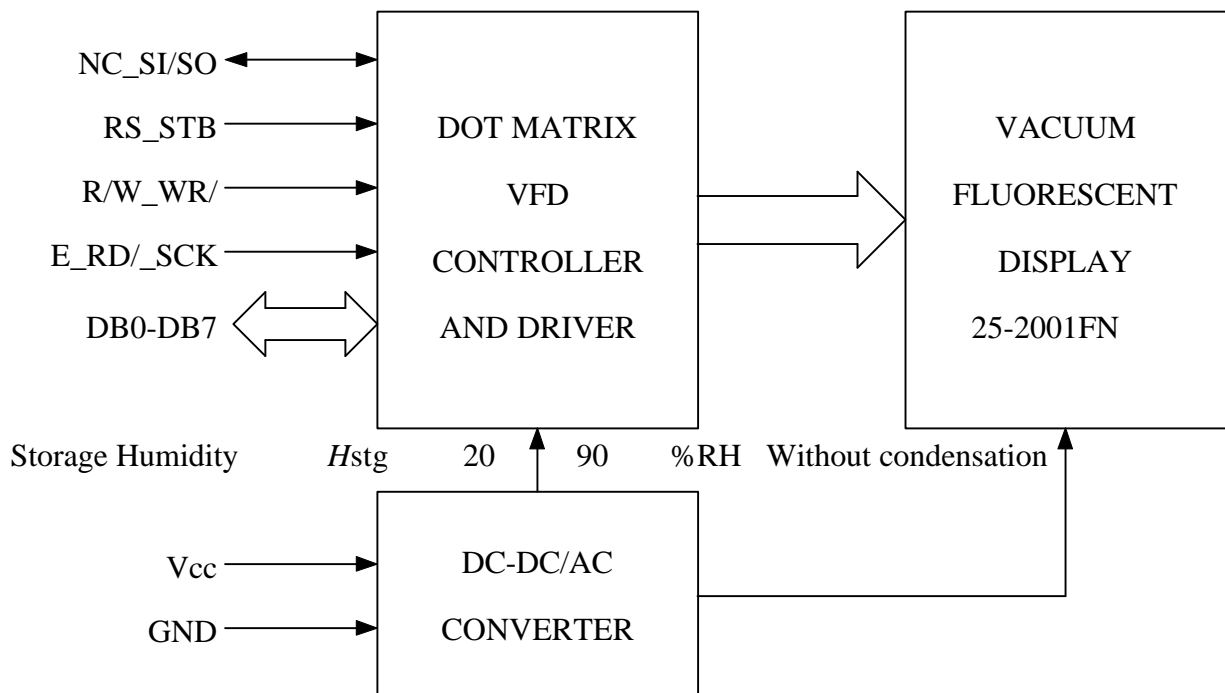 NC_SI/SO
RS_STB
R/W_WR/
E_RD/_SCK
DB0-DB7
DOT MATRIX
VFD
CONTROLLER
AND DRIVER
VACUUM
FLUORESCENT
DISPLAY
25-2001FN
Storage Humidity Hstg 20 90 %RH Without condensation
Vcc
GND
DC-DC/AC
CONVERTER